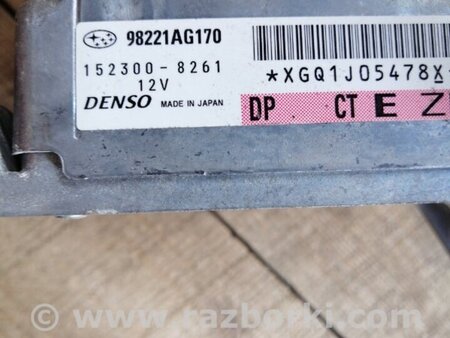 98221AG170
152300-8261
12V
DENSO MADE IN JAPAN
*XGQ1J05478X
DP CT E Z
www.razborki.com